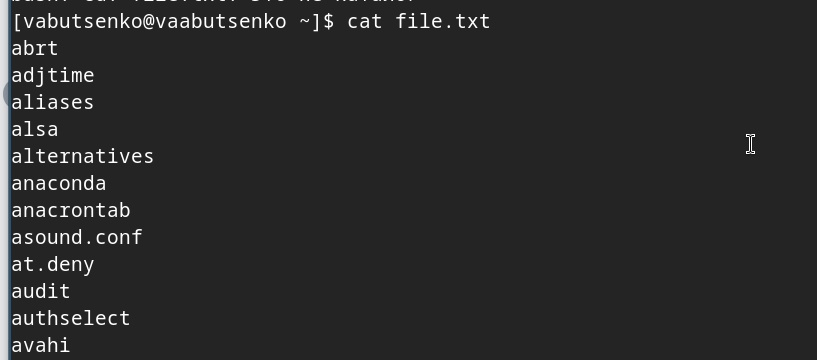 [vabutsenko@vaabutsenko ~]$ cat file.txt
abrt
adjtime
aliases
alsa
alternatives
anaconda
anacrontab
asound.conf
at.deny
audit
authselect
avahi